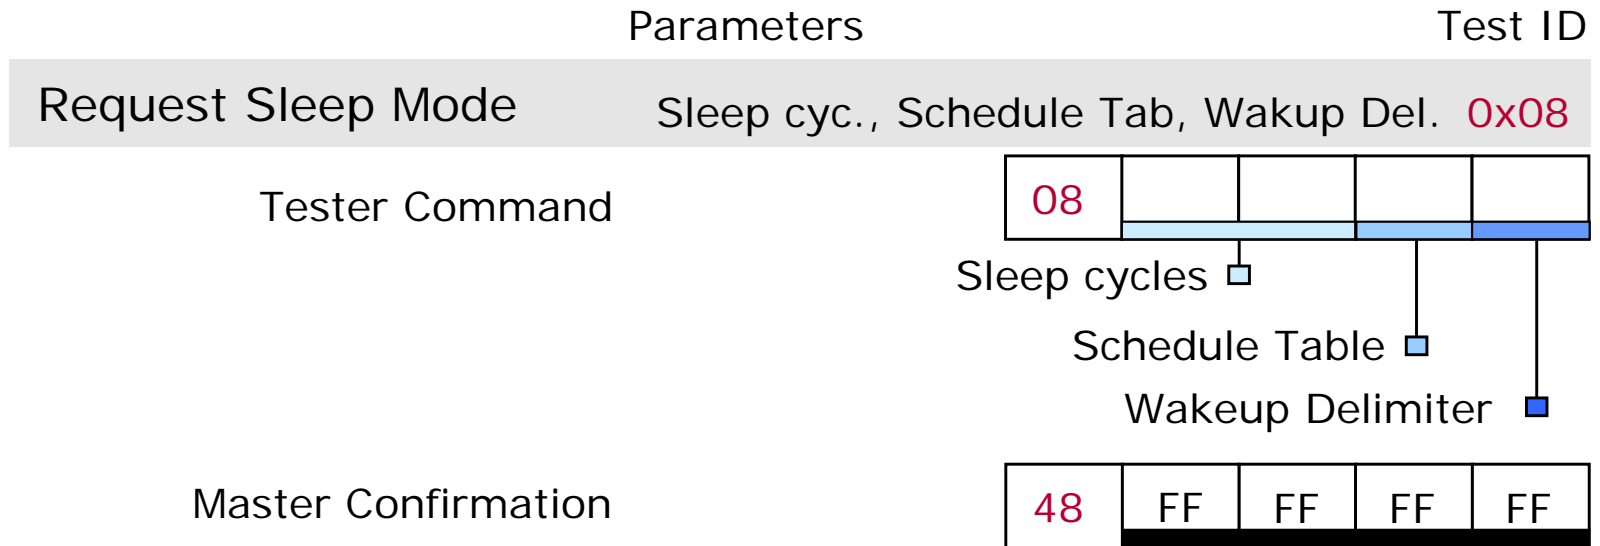 Parameters Test ID
Request Sleep Mode Sleep cyc., Schedule Tab, Wakup Del. 0x08
Tester Command 08
Sleep cycles
Schedule Table
Wakeup Delimiter
Master Confirmation 48 FF FF FF FF